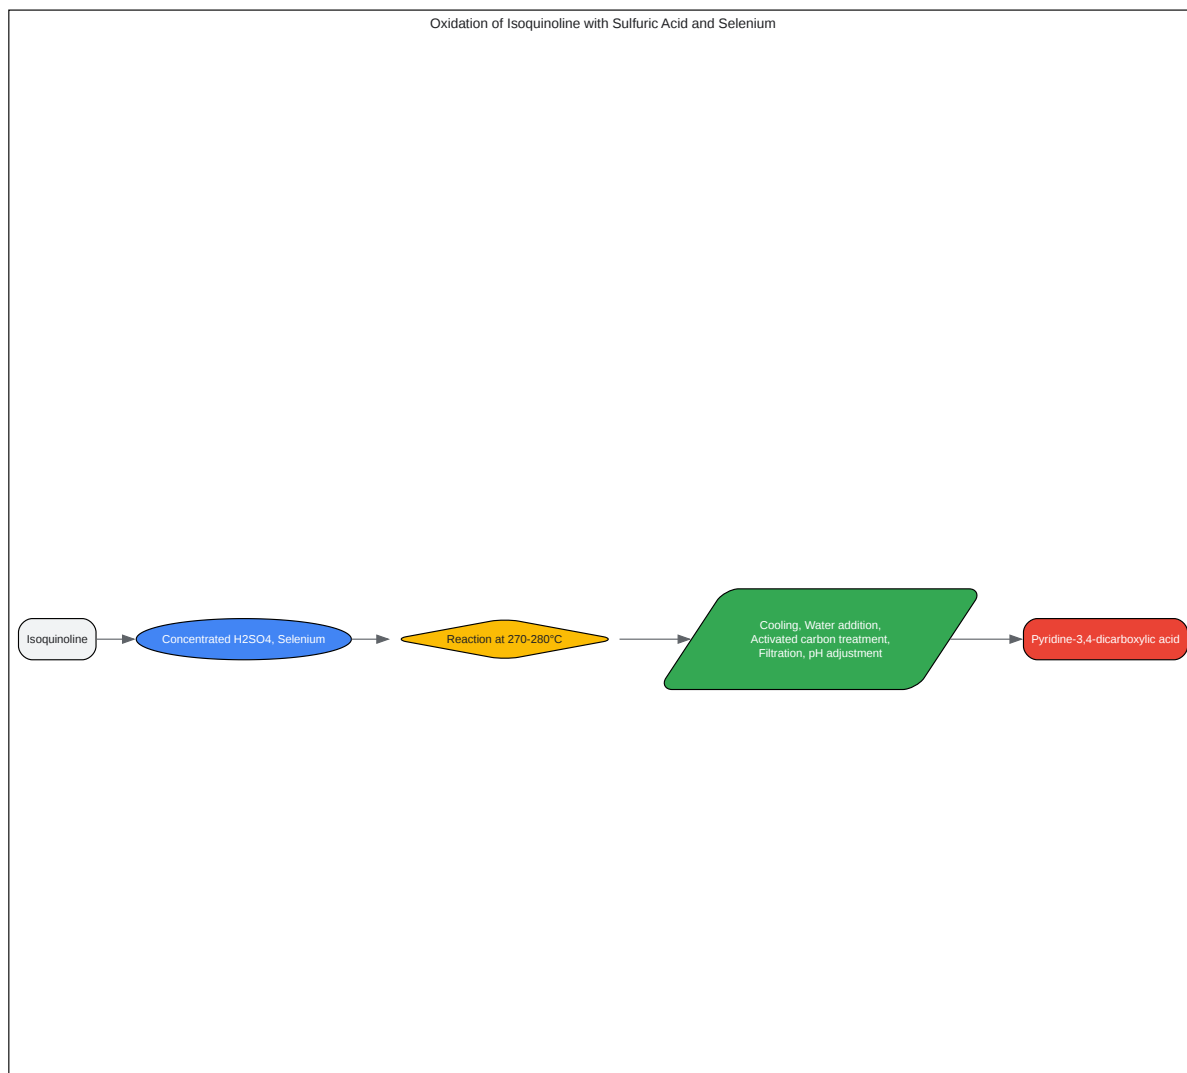 Oxidation of Isoquinoline with Sulfuric Acid and Selenium
Isoquinoline
Concentrated H2SO4, Selenium
Reaction at 270-280°C
Cooling, Water addition,
Activated carbon treatment,
Filtration, pH adjustment
Pyridine-3,4-dicarboxylic acid